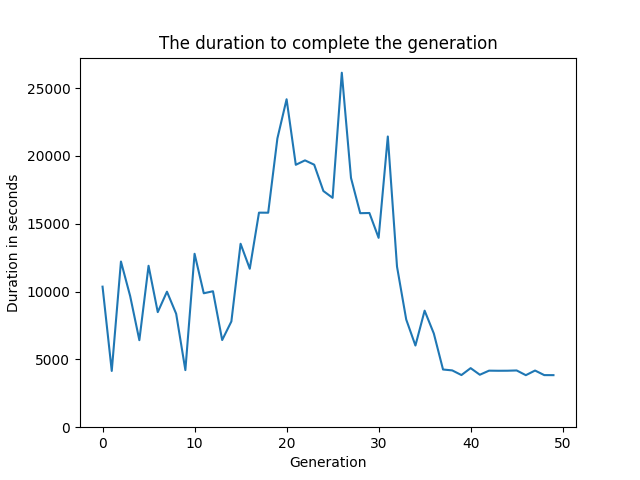 The duration to complete the generation
25000
20000
15000
10000
5000
0
Duration in seconds
0 10 20 30 40 50
Generation